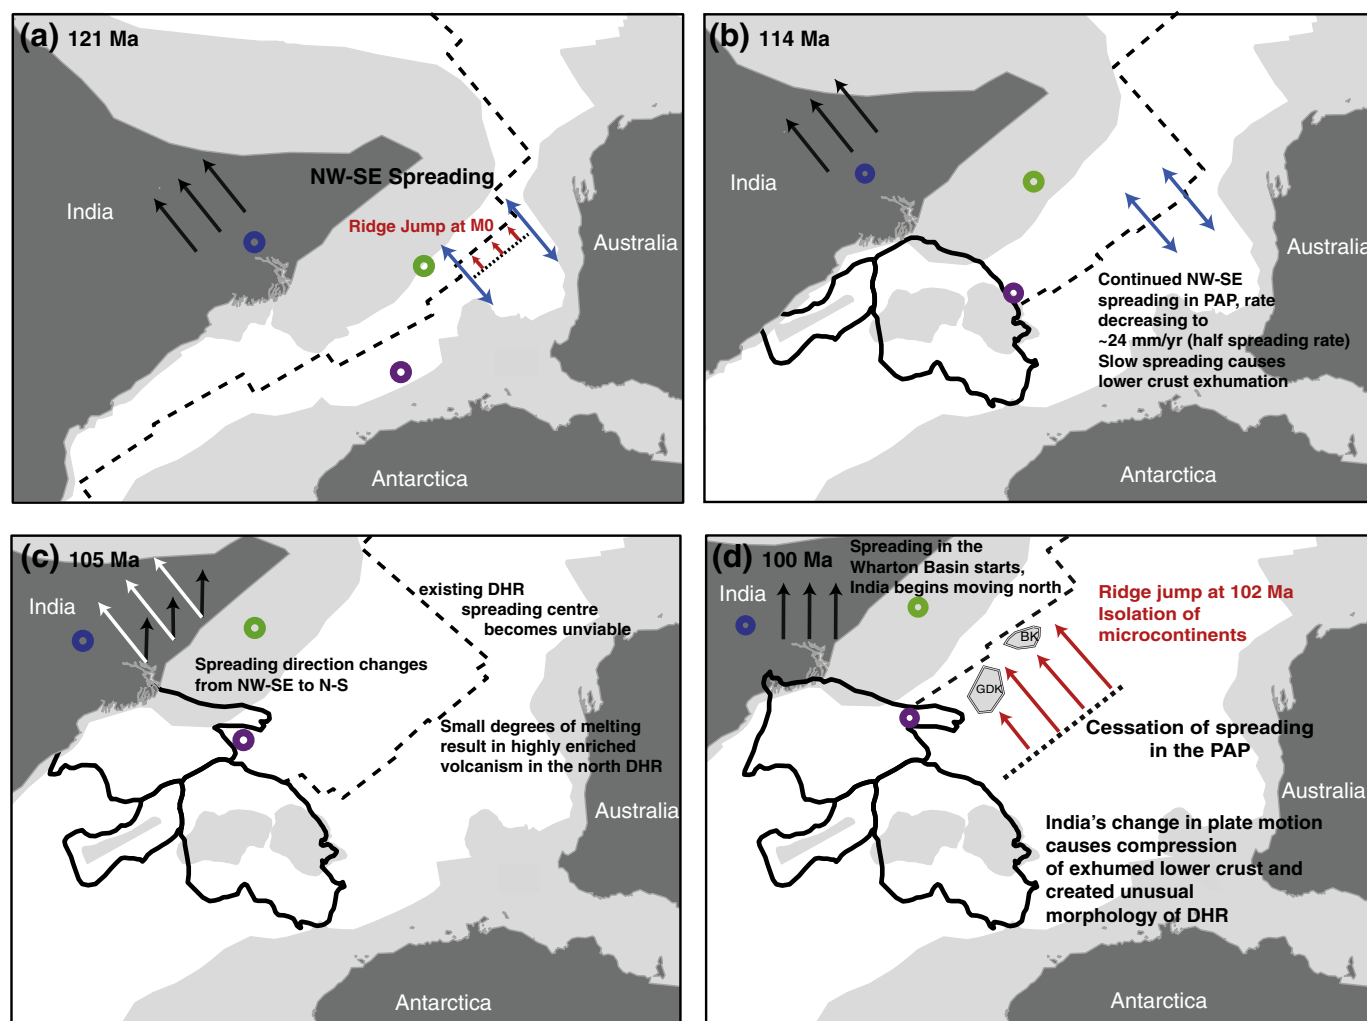 (a) 121 Ma
NW-SE Spreading
India
Ridge Jump at M0
Australia
Antarctica
(b) 114 Ma
India
Australia
Continued NW-SE
spreading in PAP, rate
decreasing to
~24 mm/yr (half spreading rate)
Slow spreading causes
lower crust exhumation
Antarctica
(c) 105 Ma
India
existing DHR
spreading centre
becomes unviable
Spreading direction changes
from NW-SE to N-S
Small degrees of melting
result in highly enriched
volcanism in the north DHR
Australia
Antarctica
(d) 100 Ma
Spreading in the
Wharton Basin starts,
India begins moving north
India
Ridge jump at 102 Ma
Isolation of
microcontinents
BK
GDK
Cessation of spreading
in the PAP
Australia
India's change in plate motion
causes compression
of exhumed lower crust and
created unusual
morphology of DHR
Antarctica